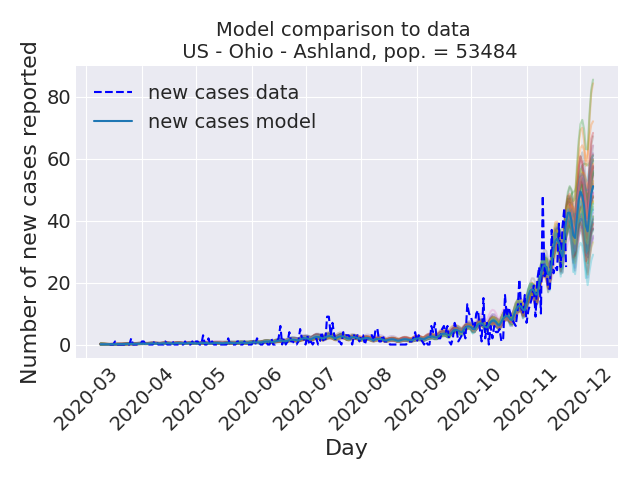 Model comparison to data
US - Ohio - Ashland, pop. = 53484
Number of new cases reported
80
60
40
20
0
new cases data
new cases model
2020-03
2020-04
2020-05
2020-06
2020-07
2020-08
2020-09
2020-10
2020-11
2020-12
Day